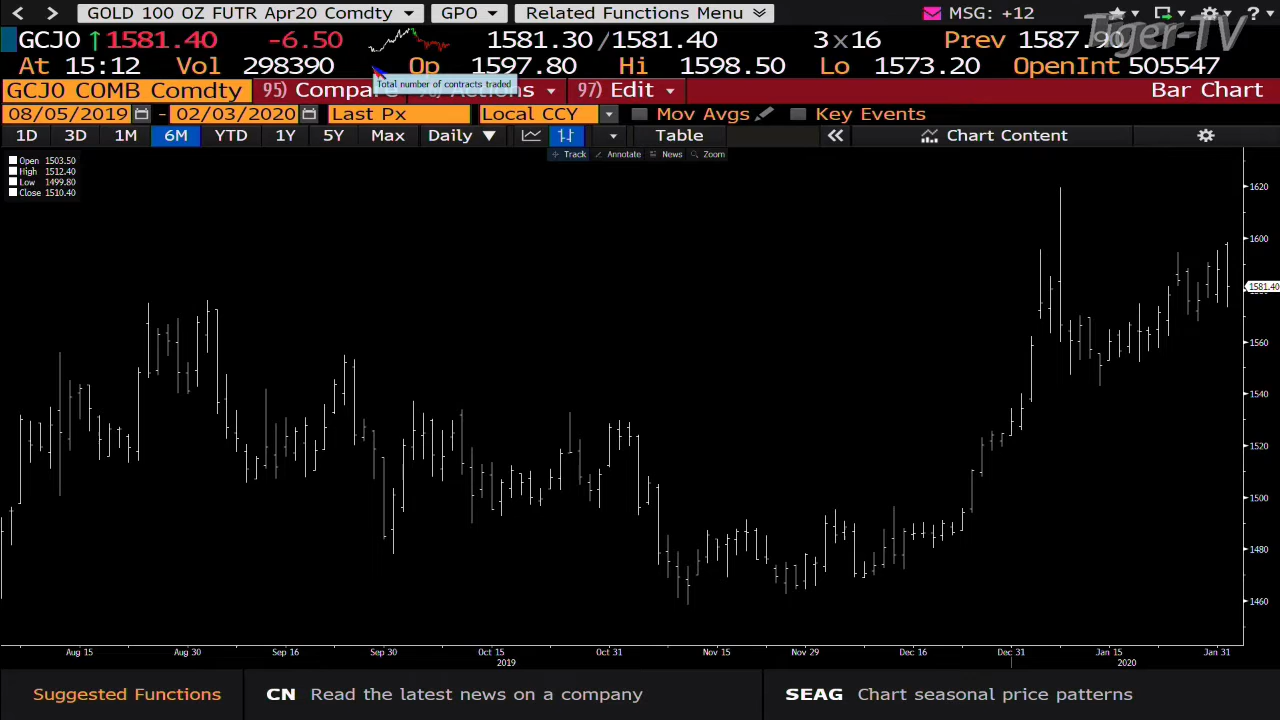 < > GOLD 100 OZ FUTR Apr20 Comdty GPO Related Functions Menu MSG: +12 ?
Tiger-TV
GCJ0 ↑1581.40 -6.50 1581.30/1581.40 3x16 Prev 1587.90
At 15:12 Vol 298390 Op 1597.80 Hi 1598.50 Lo 1573.20 OpenInt 505547
Total number of contracts traded
GCJ0 COMB Comdty 95) Compare Actions 97) Edit Bar Chart
08/05/2019 - 02/03/2020 Last Px Local CCY Mov Avgs Key Events
1D 3D 1M 6M YTD 1Y 5Y Max Daily ▼ Table « Chart Content
Track Annotate News Zoom
Open 1503.50
High 1512.40
Low 1499.80
Close 1510.40
1620
1600
1581.40
1560
1540
1520
1500
1480
1460
Aug 15 Aug 30 Sep 16 Sep 30 Oct 15 Oct 31 Nov 15 Nov 29 Dec 16 Dec 31 Jan 15 Jan 31
2019 2020
Suggested Functions CN Read the latest news on a company SEAG Chart seasonal price patterns